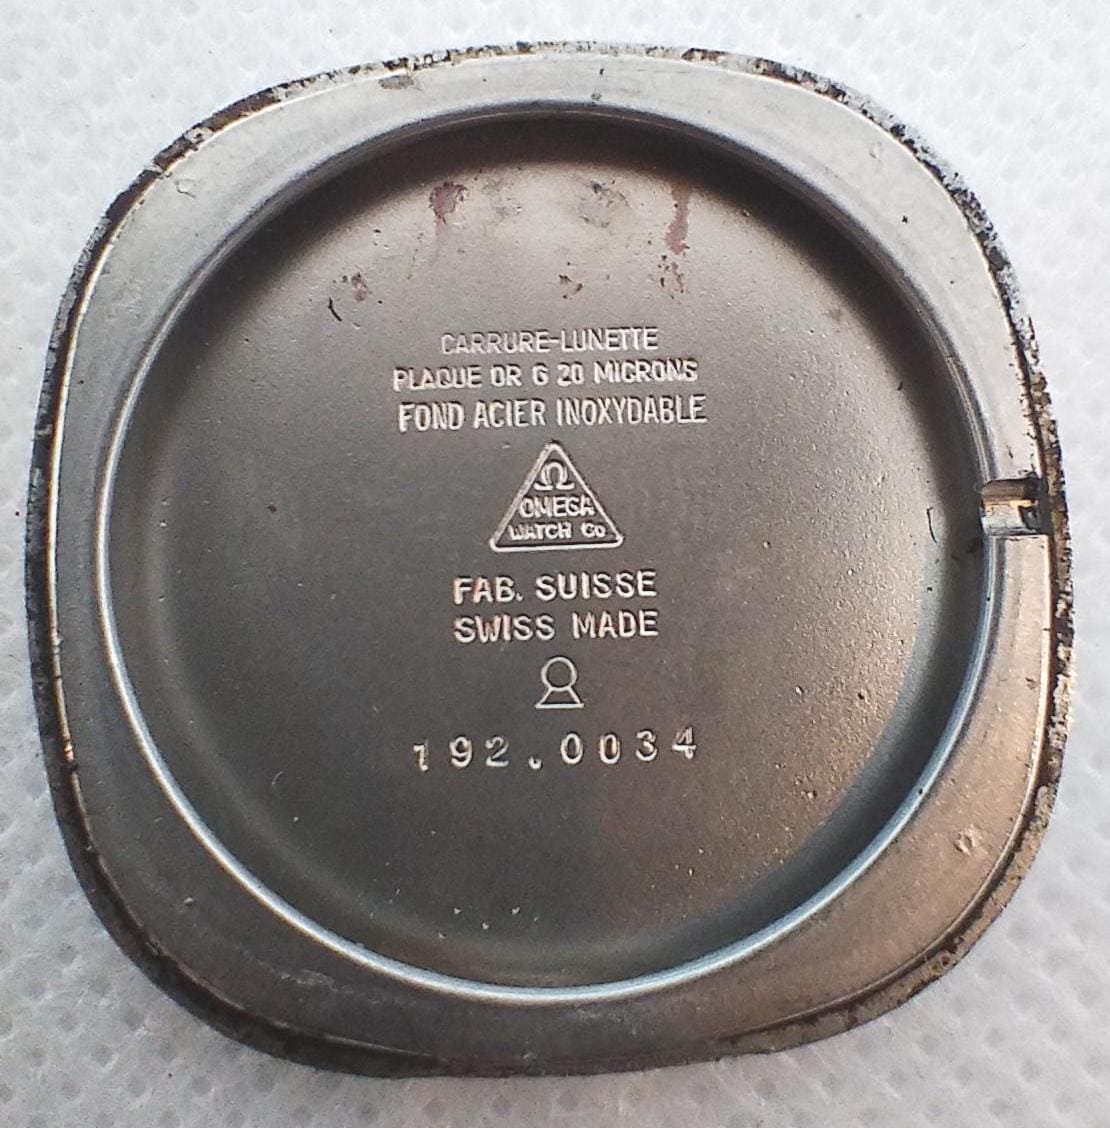 CARRURE-LUNETTE
PLAQUE OR G 20 MICRONS
FOND ACIER INOXYDABLE
Ω
OMEGA
WATCH Co
FAB. SUISSE
SWISS MADE
192.0034